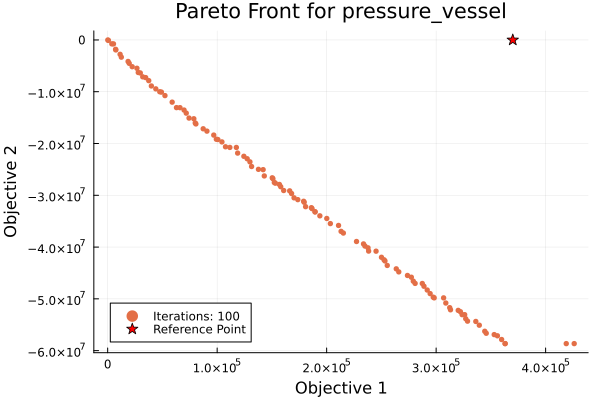 Pareto Front for pressure_vessel
Objective 2
0
−1.0×10⁷
−2.0×10⁷
−3.0×10⁷
−4.0×10⁷
−5.0×10⁷
−6.0×10⁷
Iterations: 100
Reference Point
0 1.0×10⁵ 2.0×10⁵ 3.0×10⁵ 4.0×10⁵
Objective 1